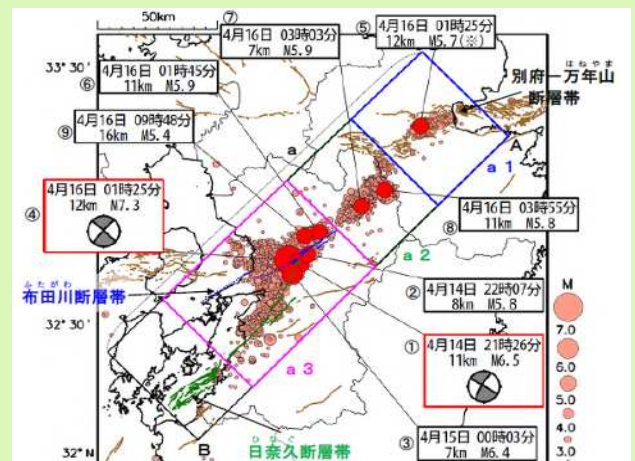 50km
⑦
4月16日 03時03分
7km M5.9
⑤
4月16日 01時25分
12km M5.7(※)
33°30'
⑥
4月16日 01時45分
11km M5.9
はねやま
別府－万年山
断層帯
⑨
4月16日 09時48分
16km M5.4
a
A
a1
④
4月16日 01時25分
12km M7.3
4月16日 03時55分
11km M5.8
⑧
a2
ふたがわ
布田川断層帯
②
4月14日 22時07分
8km M5.8
32°30'
①
4月14日 21時26分
11km M6.5
a3
M
7.0
6.0
5.0
4.0
3.0
③
4月15日 00時03分
7km M6.4
B
ひなぐ
日奈久断層帯
32°N